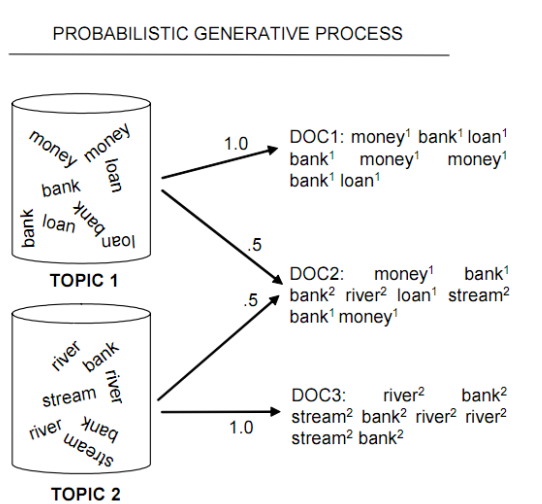 PROBABILISTIC GENERATIVE PROCESS
money
money
loan
bank
bank
loan
bank
loan
TOPIC 1
1.0
.5
DOC1: money¹ bank¹ loan¹
bank¹ money¹ money¹
bank¹ loan¹
DOC2: money¹ bank¹
bank² river² loan¹ stream²
bank¹ money¹
.5
river
bank
stream
river
river
bank
stream
TOPIC 2
1.0
DOC3: river² bank²
stream² bank² river² river²
stream² bank²